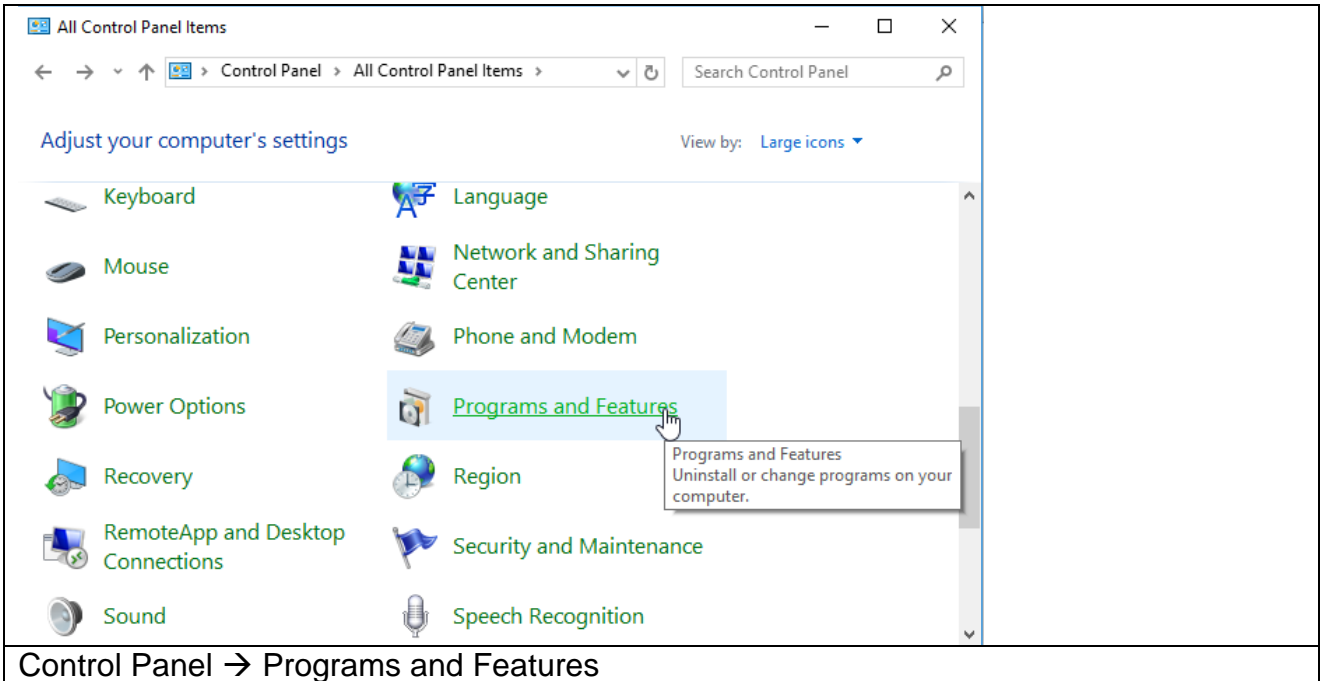 All Control Panel Items
Control Panel > All Control Panel Items >
Search Control Panel
Adjust your computer's settings
View by: Large icons
Keyboard
Language
Mouse
Network and Sharing
Center
Personalization
Phone and Modem
Power Options
Programs and Features
Programs and Features
Uninstall or change programs on your
computer.
Recovery
Region
RemoteApp and Desktop
Connections
Security and Maintenance
Sound
Speech Recognition
Control Panel → Programs and Features